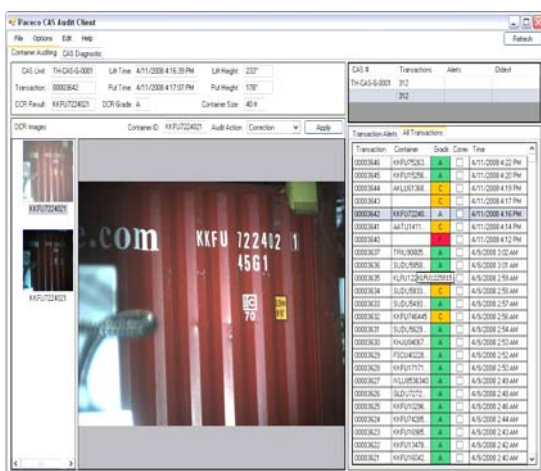 Paceco CAS Audit Client
File Options Edit Help
Refresh
Container Auditing CAS Diagnostic
CAS Unit: TH-CAS-G-0001 Lift Time: 4/11/2008 4:16:39 PM Lift Height: 233"
Transaction: 00003642 Put Time: 4/11/2008 4:17:07 PM Put Height: 178"
OCR Result: KKFU7224021 OCR Grade: A Container Size: 40 ft
CAS # Transactions Alerts Oldest
TH-CAS-G-0001 312
312
OCR Images Container ID: KKFU7224021 Audit Action: Correction Apply
KKFU7224021
KKFU7224021
.com KKFU 722402 1
45G1
70
Transaction Alerts All Transactions
Transaction Container Grade Time
00003646 A 4/11/2008 4:22 PM
00003645 A 4/11/2008 4:20 PM
00003644 C 4/11/2008 4:19 PM
00003643 C 4/11/2008 4:17 PM
00003642 KKFU72240... A 4/11/2008 4:16 PM
00003641 C 4/11/2008 4:14 PM
00003640 4/11/2008 4:12 PM
00003637 A 4/9/2008 3:02 AM
00003636 A 4/9/2008 3:01 AM
00003635 4/9/2008 2:59 AM
00003634 C 4/9/2008 2:58 AM
00003633 A 4/9/2008 2:57 AM
00003632 C 4/9/2008 2:56 AM
00003631 A 4/9/2008 2:54 AM
00003630 A 4/9/2008 2:53 AM
00003629 A 4/9/2008 2:52 AM
00003628 A 4/9/2008 2:50 AM
00003627 A 4/9/2008 2:49 AM
00003626 A 4/9/2008 2:48 AM
00003625 A 4/9/2008 2:46 AM
00003624 A 4/9/2008 2:44 AM
00003623 A 4/9/2008 2:43 AM
00003622 A 4/9/2008 2:42 AM
00003621 A 4/9/2008 2:40 AM